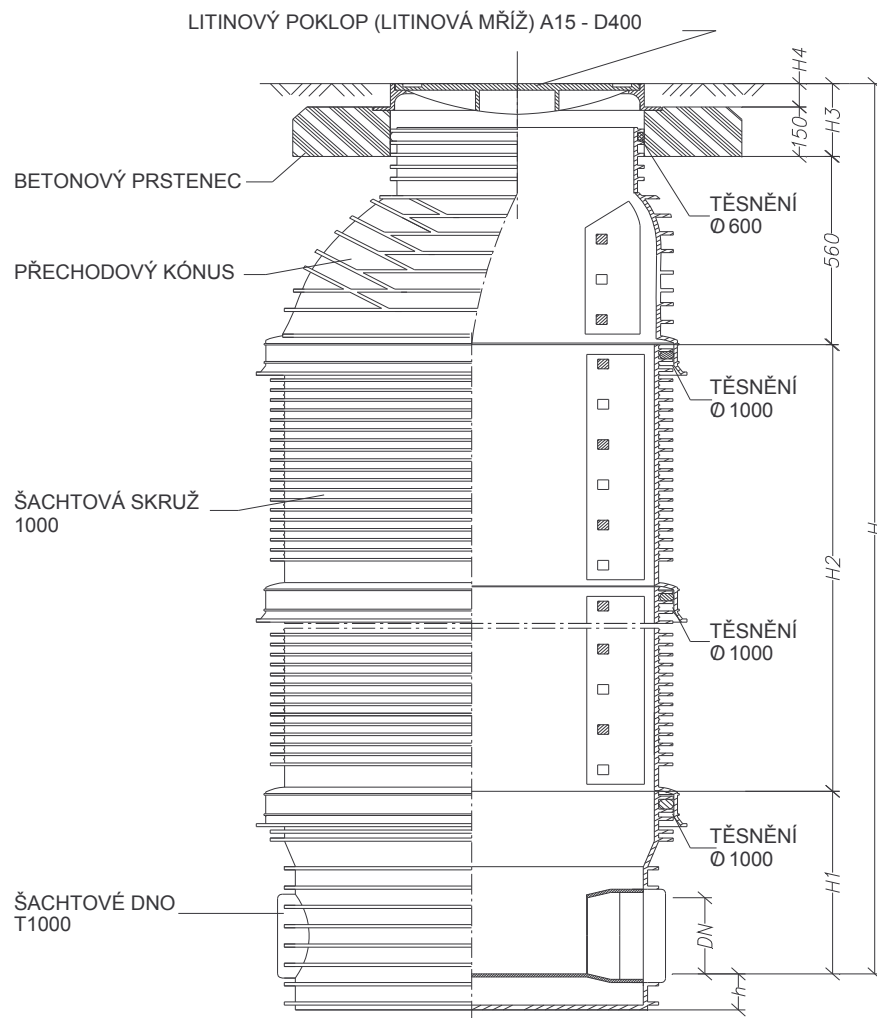 LITINOVÝ POKLOP (LITINOVÁ MŘÍŽ) A15 - D400
H4
150
H3
BETONOVÝ PRSTENEC
TĚSNĚNÍ
Ø 600
560
PŘECHODOVÝ KÓNUS
TĚSNĚNÍ
Ø 1000
ŠACHTOVÁ SKRUŽ
1000
H
H2
TĚSNĚNÍ
Ø 1000
TĚSNĚNÍ
Ø 1000
H1
ŠACHTOVÉ DNO
T1000
DN
h